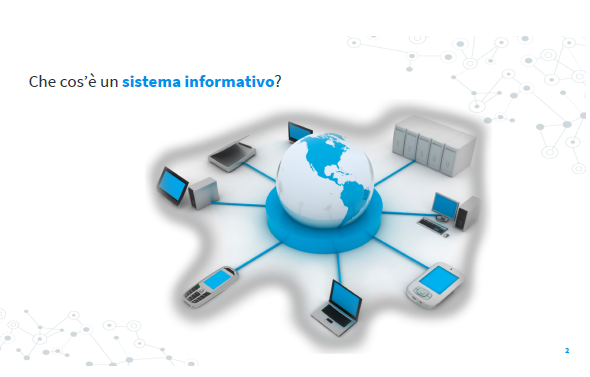 Che cos’è un sistema informativo?
2